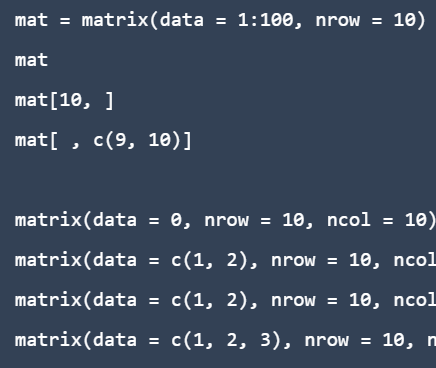 mat = matrix(data = 1:100, nrow = 10)
mat
mat[10, ]
mat[ , c(9, 10)]
matrix(data = 0, nrow = 10, ncol = 10)
matrix(data = c(1, 2), nrow = 10, ncol
matrix(data = c(1, 2), nrow = 10, ncol
matrix(data = c(1, 2, 3), nrow = 10, n